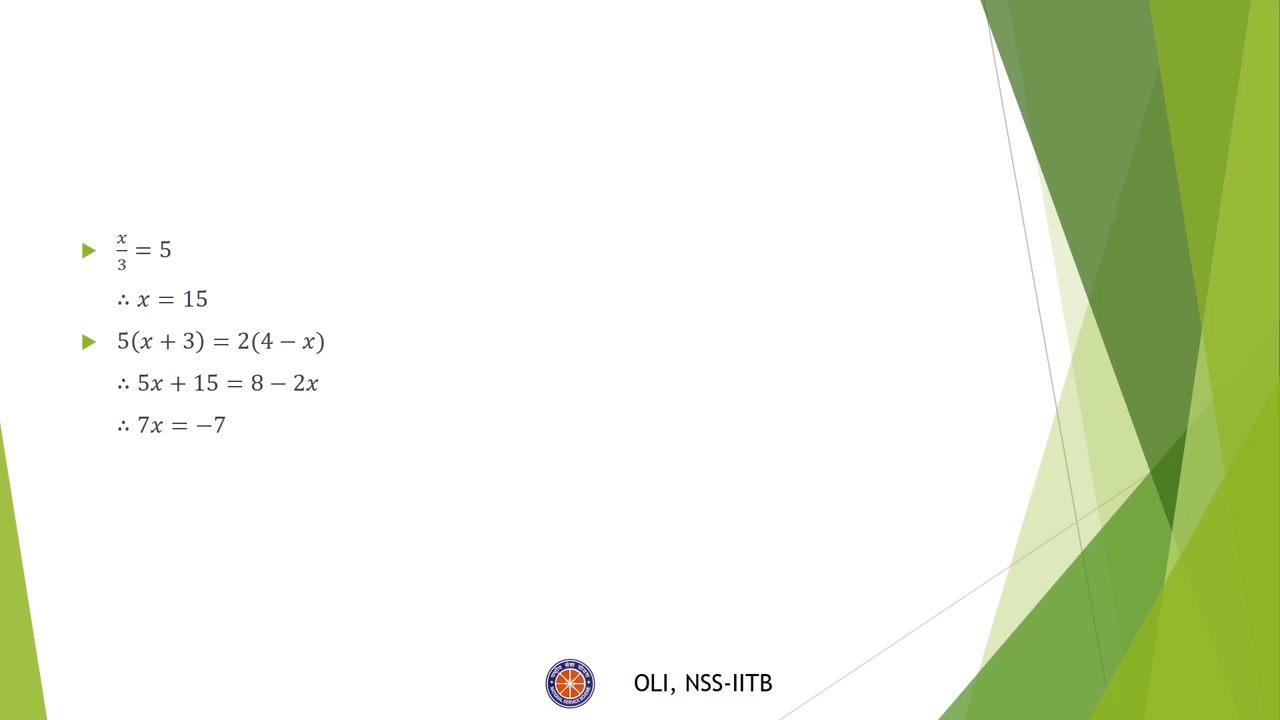 x/3 = 5
∴ x = 15
5(x + 3) = 2(4 − x)
∴ 5x + 15 = 8 − 2x
∴ 7x = −7
OLI, NSS-IITB